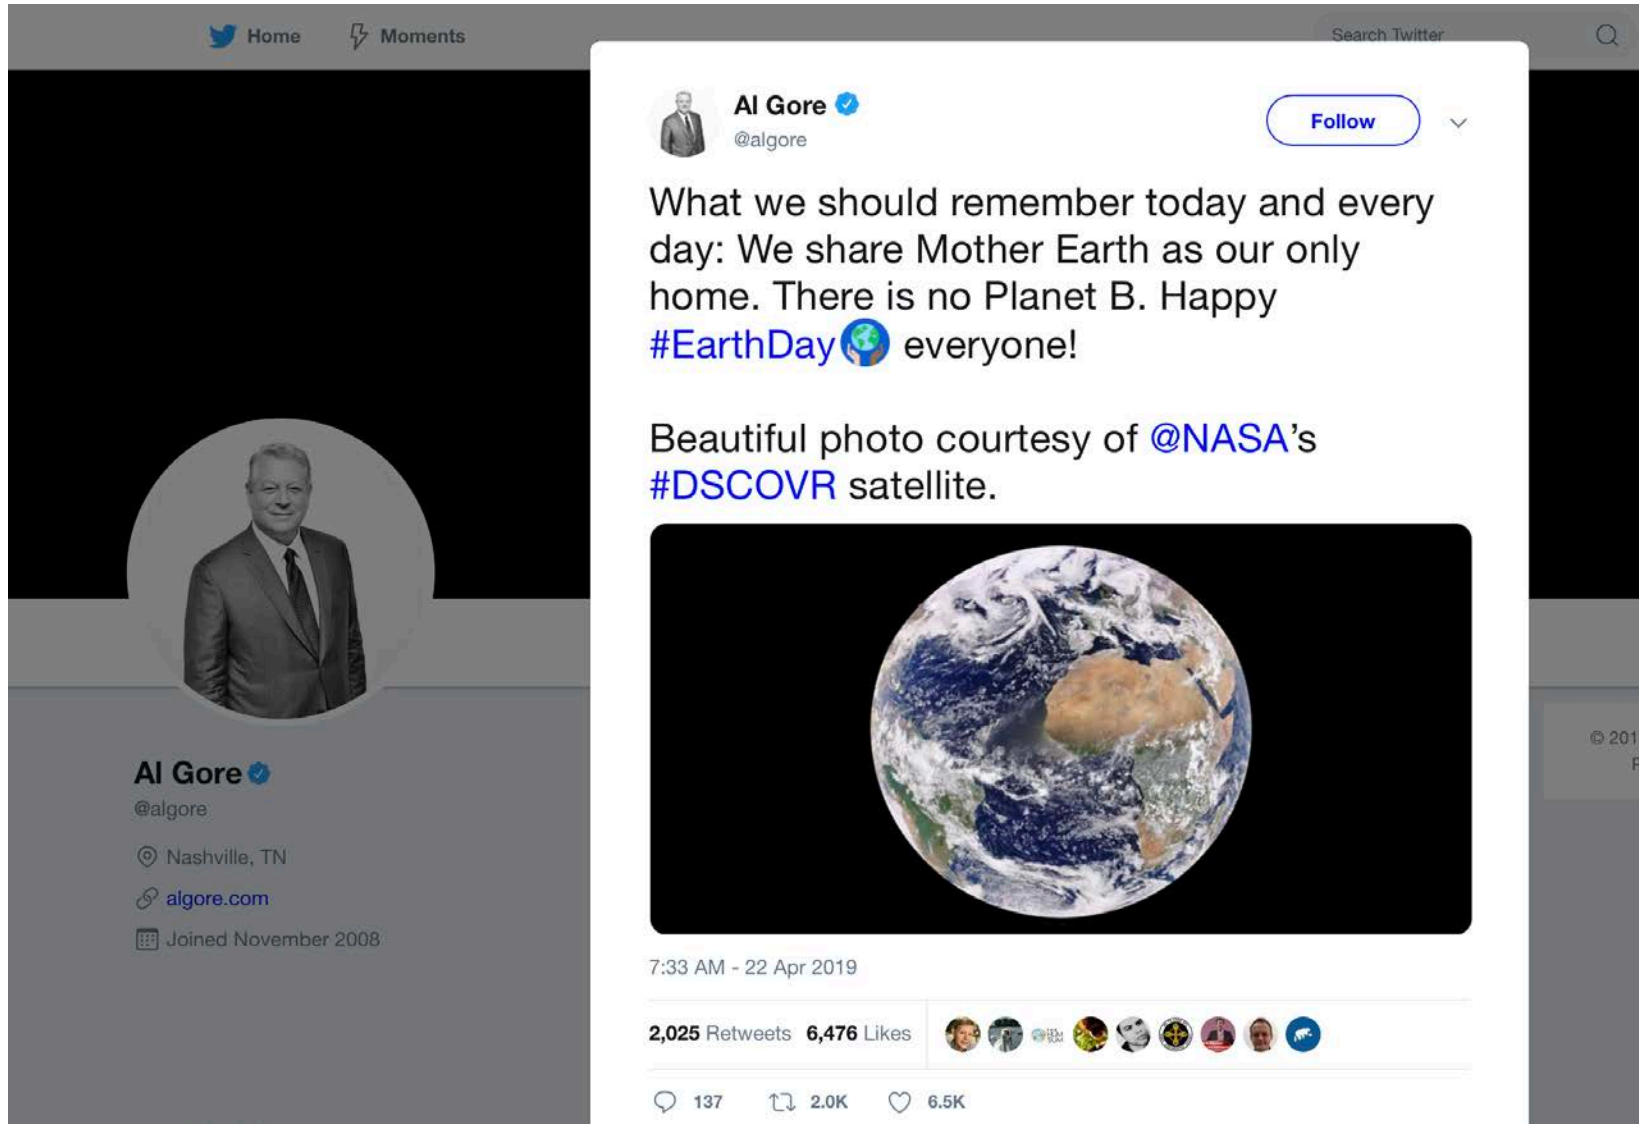 Home
Moments
Search Twitter
Al Gore
@algore
Follow
What we should remember today and every
day: We share Mother Earth as our only
home. There is no Planet B. Happy
#EarthDay everyone!
Beautiful photo courtesy of @NASA's
#DSCOVR satellite.
7:33 AM - 22 Apr 2019
2,025 Retweets 6,476 Likes
137 2.0K 6.5K
Al Gore
@algore
Nashville, TN
algore.com
Joined November 2008
© 201